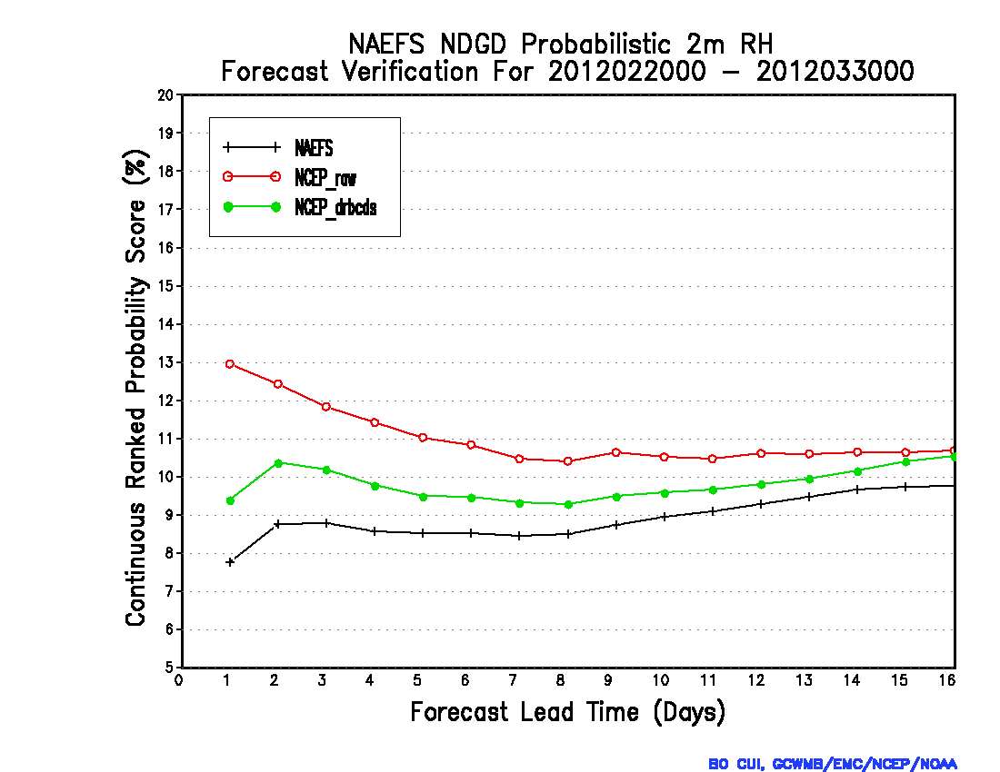 NAEFS NDGD Probabilistic 2m RH
Forecast Verification For 2012022000 – 2012033000
Continuous Ranked Probability Score (%)
20
19
18
17
16
15
14
13
12
11
10
9
8
7
6
5
NAEFS
NCEP_raw
NCEP_drbcds
0 1 2 3 4 5 6 7 8 9 10 11 12 13 14 15 16
Forecast Lead Time (Days)
BO CUI, GCWMB/EMC/NCEP/NOAA